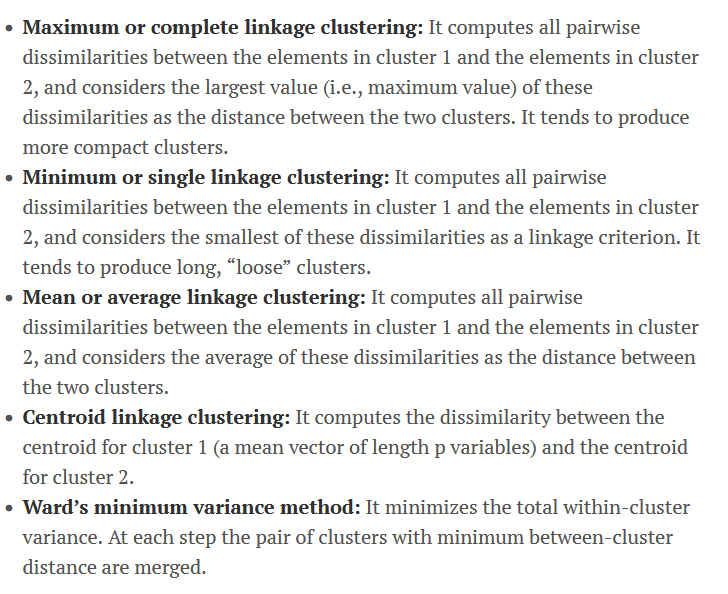 • Maximum or complete linkage clustering: It computes all pairwise
dissimilarities between the elements in cluster 1 and the elements in cluster
2, and considers the largest value (i.e., maximum value) of these
dissimilarities as the distance between the two clusters. It tends to produce
more compact clusters.
• Minimum or single linkage clustering: It computes all pairwise
dissimilarities between the elements in cluster 1 and the elements in cluster
2, and considers the smallest of these dissimilarities as a linkage criterion. It
tends to produce long, “loose” clusters.
• Mean or average linkage clustering: It computes all pairwise
dissimilarities between the elements in cluster 1 and the elements in cluster
2, and considers the average of these dissimilarities as the distance between
the two clusters.
• Centroid linkage clustering: It computes the dissimilarity between the
centroid for cluster 1 (a mean vector of length p variables) and the centroid
for cluster 2.
• Ward’s minimum variance method: It minimizes the total within-cluster
variance. At each step the pair of clusters with minimum between-cluster
distance are merged.